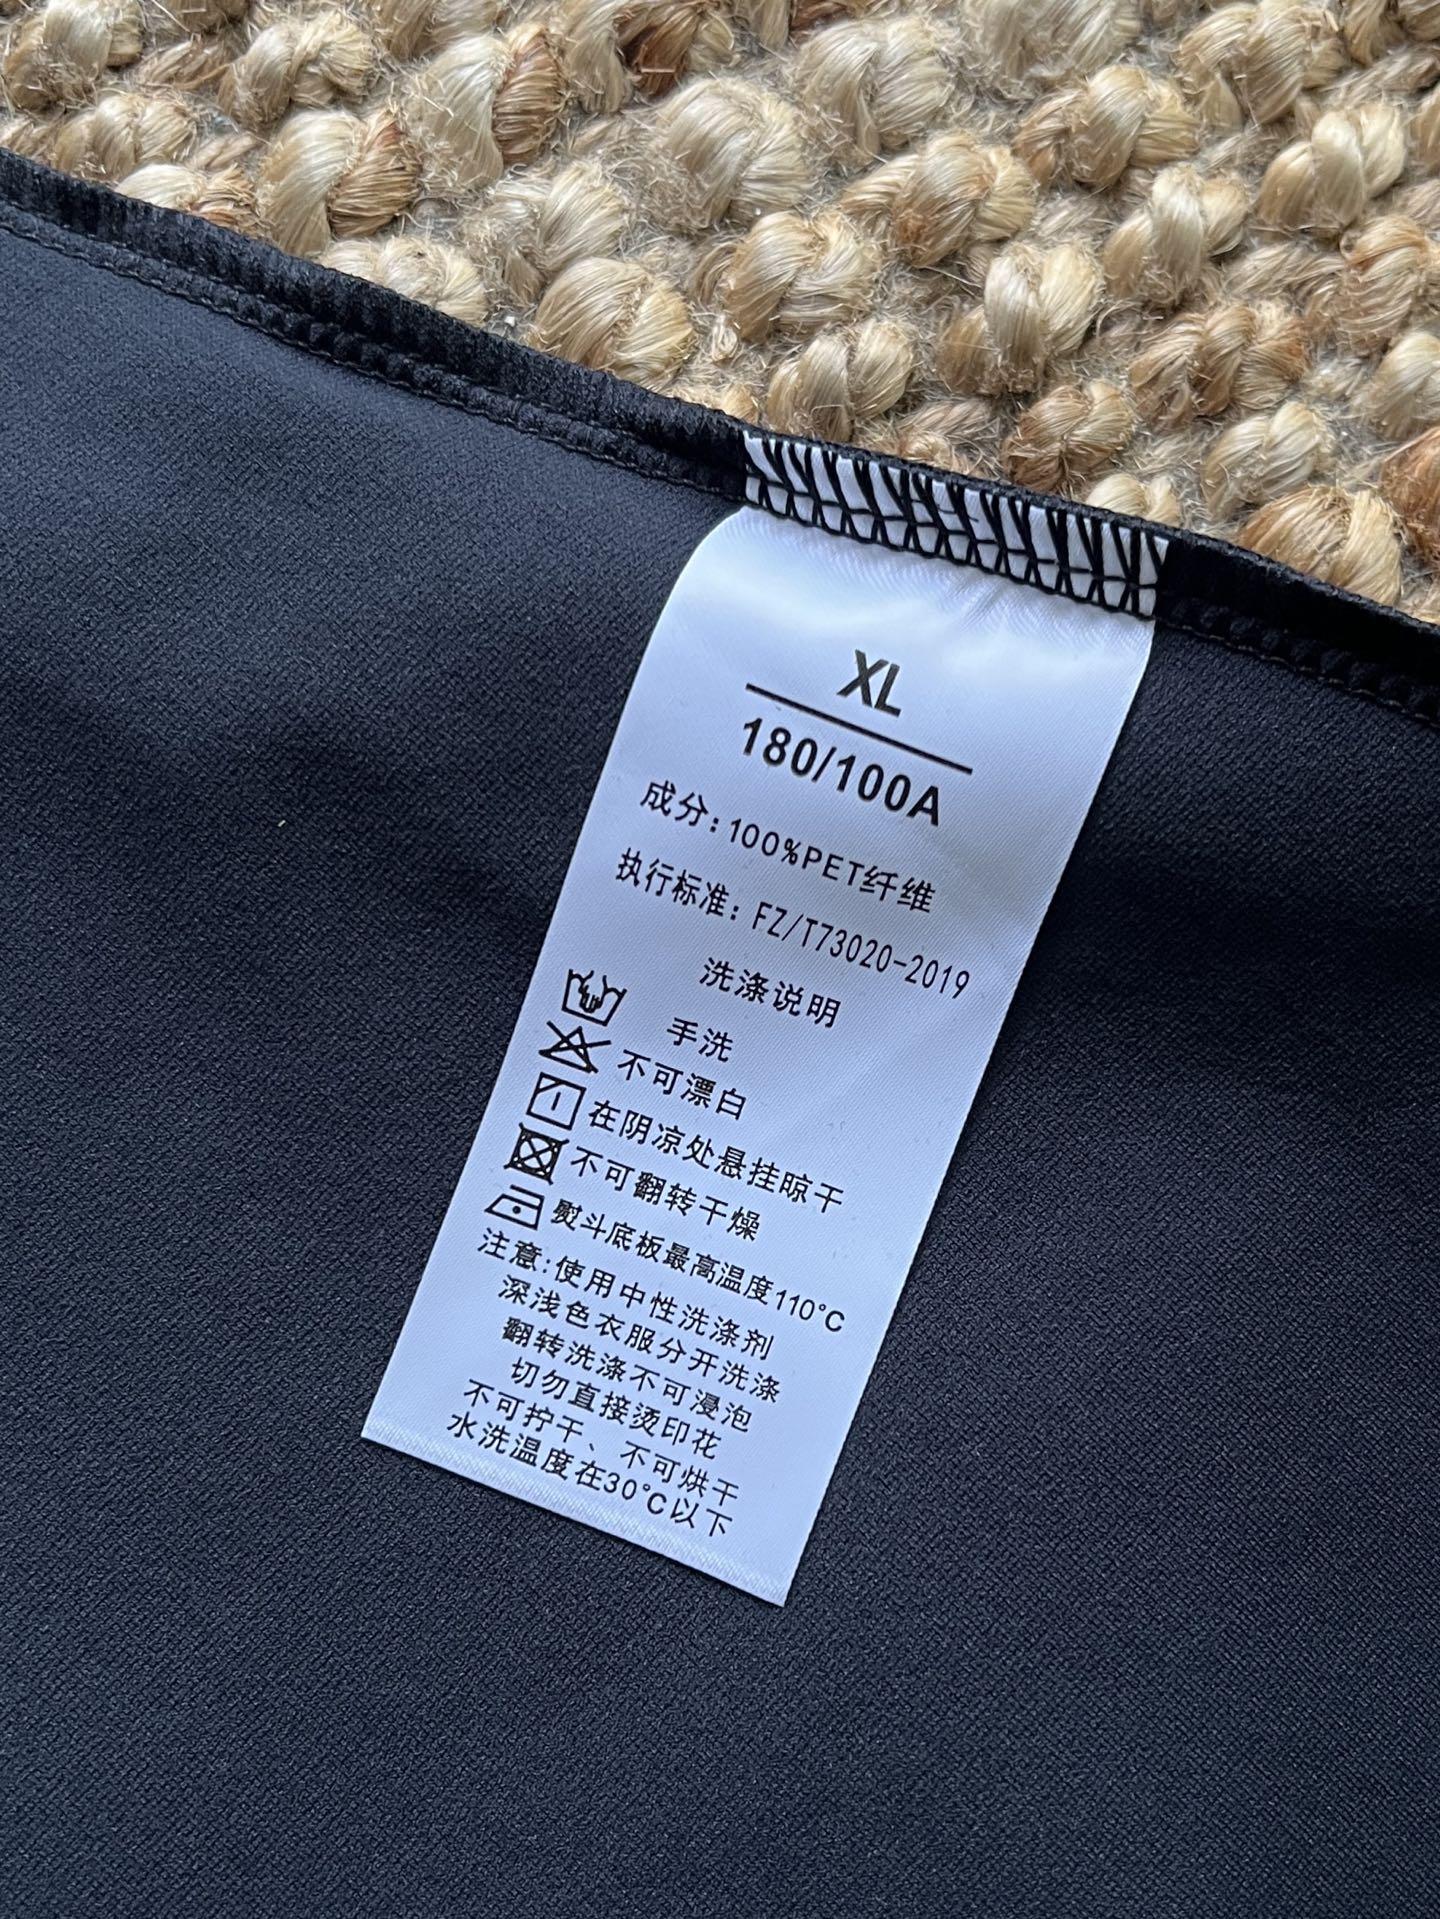 XL
180/100A
成分:100%PET纤维
执行标准: FZ/T73020-2019
洗涤说明
手洗
不可漂白
在阴凉处悬挂晾干
不可翻转干燥
熨斗底板最高温度110°C
注意:使用中性洗涤剂
深浅色衣服分开洗涤
翻转洗涤不可浸泡
切勿直接烫印花
不可拧干、不可烘干
水洗温度在30°C以下